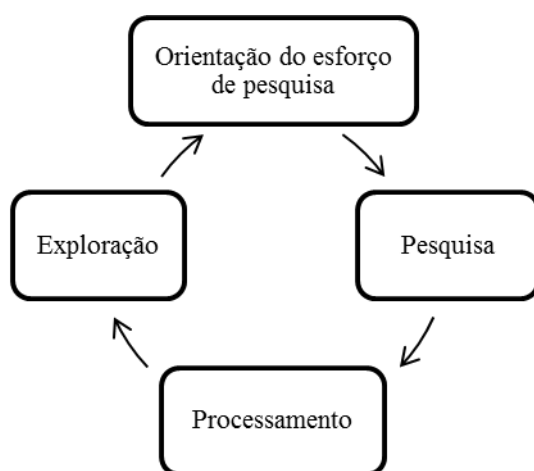 Orientação do esforço
de pesquisa
Exploração
Pesquisa
Processamento